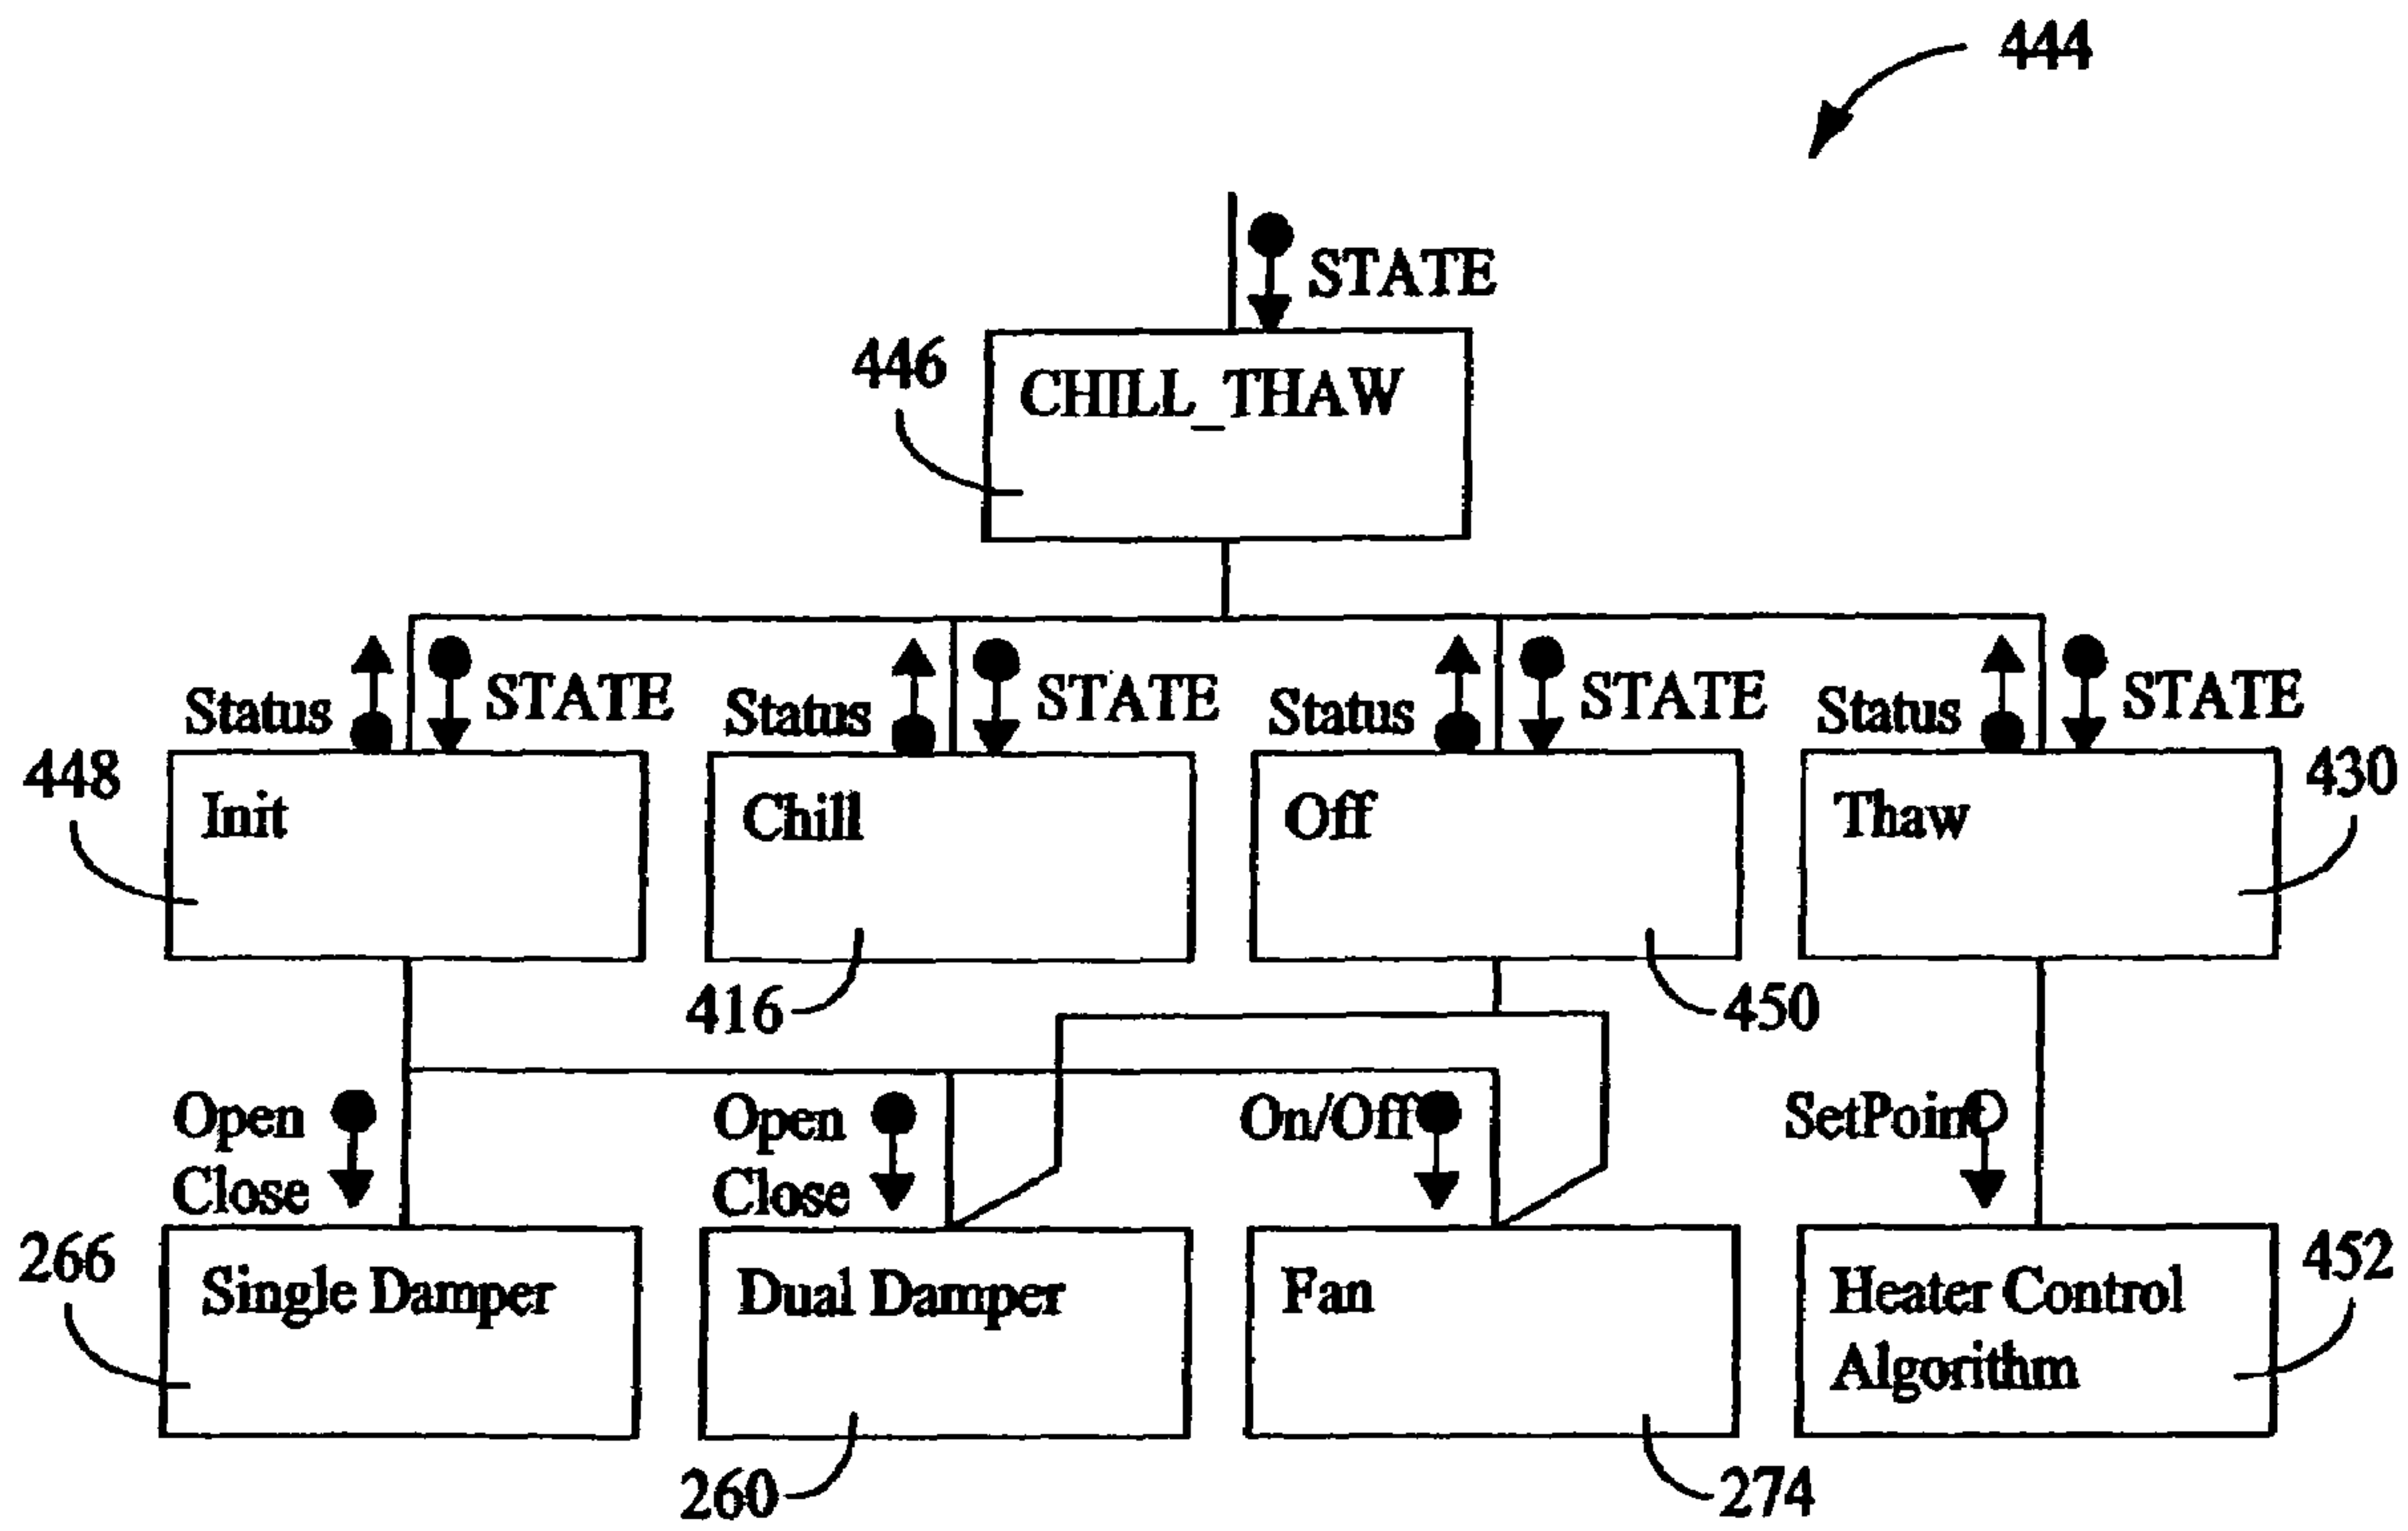 444
STATE
446
CHILL_THAW
Status
STATE
Status
STATE
Status
STATE
Status
STATE
448
Init
Chill
Off
Thaw
430
416
450
Open
Close
Open
Close
On/Off
SetPoint
266
Single Damper
Dual Damper
Fan
Heater Control
Algorithm
452
260
274